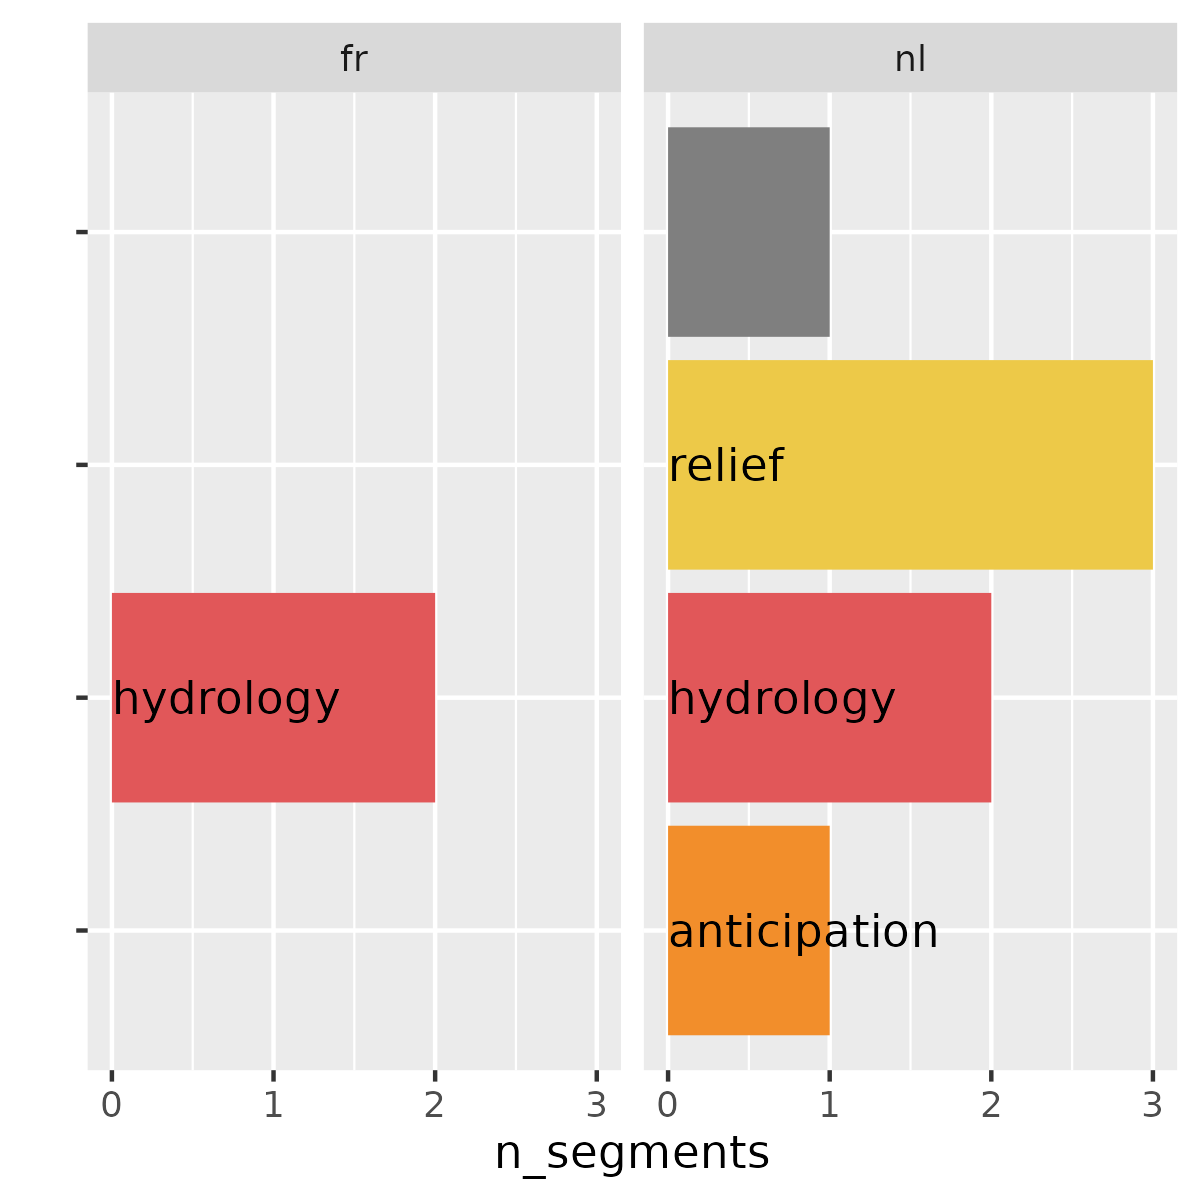 fr
nl
relief
hydrology
hydrology
anticipation
0 1 2 3
0 1 2 3
n_segments